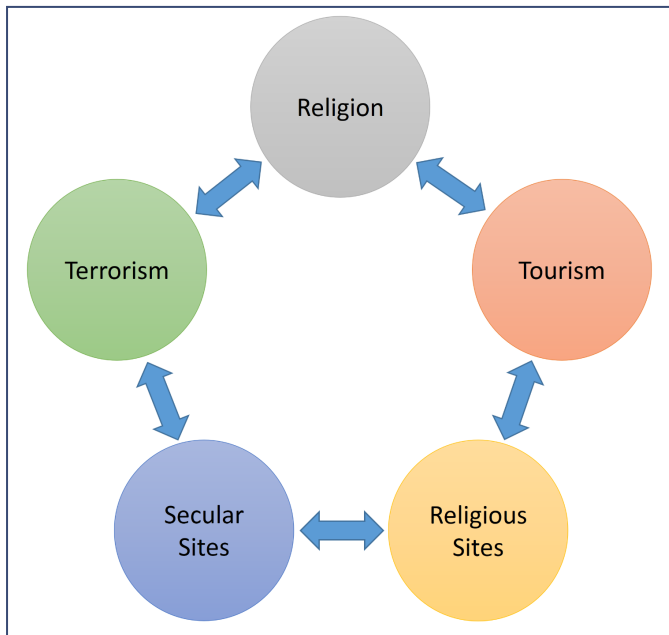 Religion
Terrorism
Tourism
Secular
Sites
Religious
Sites